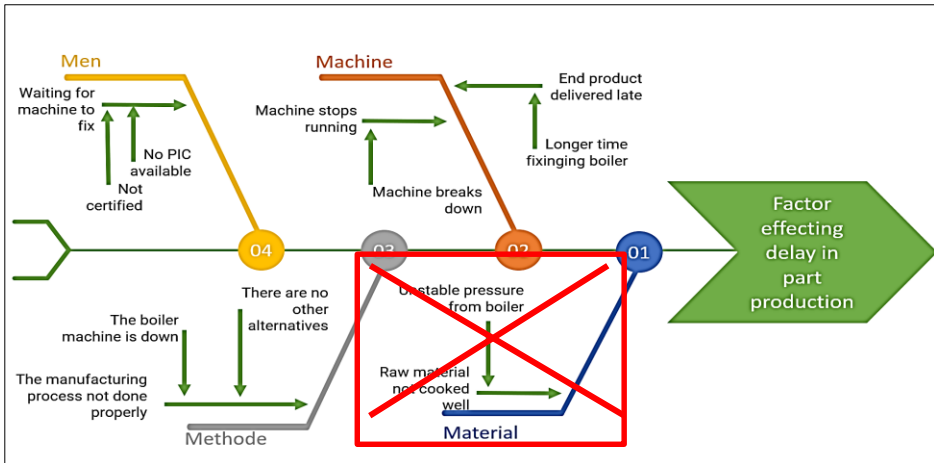 Men
Machine
Waiting for
machine to
fix
No PIC
available
Not
certified
Machine stops
running
Machine breaks
down
End product
delivered late
Longer time
fixinging boiler
04
03
02
01
Factor
effecting
delay in
part
production
The boiler
machine is down
There are no
other
alternatives
The manufacturing
process not done
properly
Methode
Unstable pressure
from boiler
Raw material
not cooked
well
Material